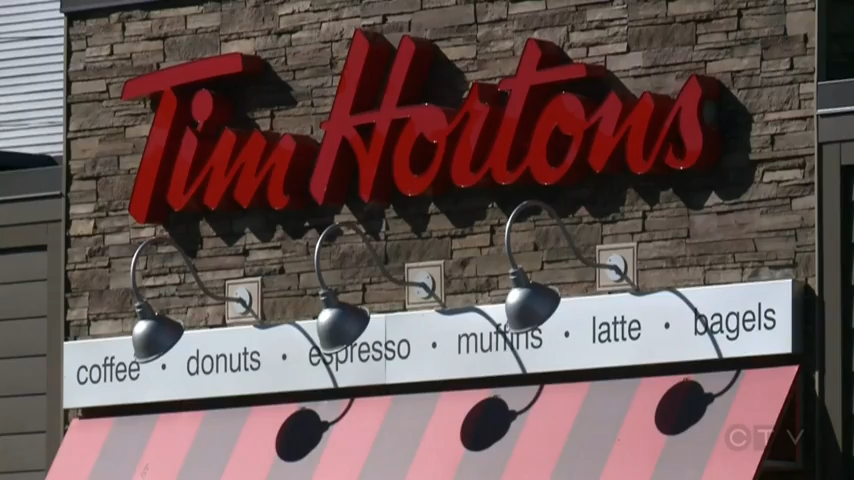 Tim Hortons
coffee · donuts · espresso · muffins · latte · bagels
CTV